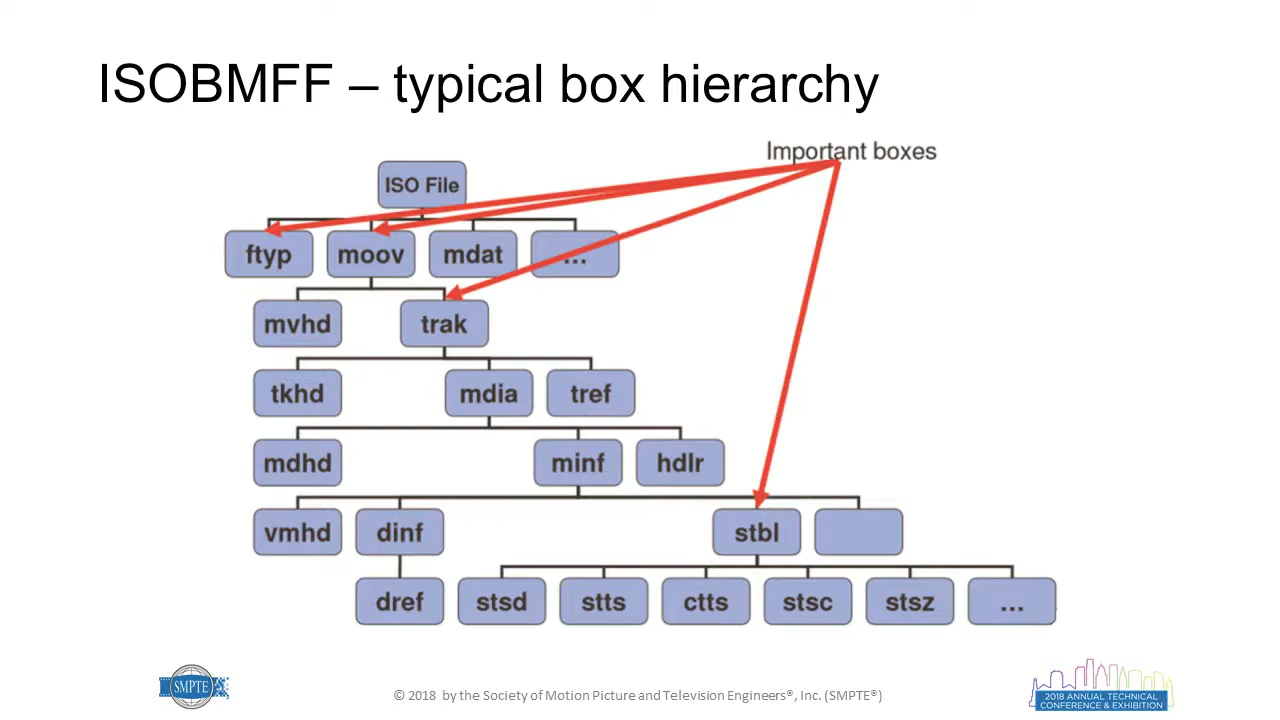 ISOBMFF – typical box hierarchy
Important boxes
ISO File
ftyp moov mdat ...
mvhd trak
tkhd mdia tref
mdhd minf hdlr
vmhd dinf stbl
dref stsd stts ctts stsc stsz ...
SMPTE
© 2018 by the Society of Motion Picture and Television Engineers®, Inc. (SMPTE®)
2018 ANNUAL TECHNICAL
CONFERENCE & EXHIBITION